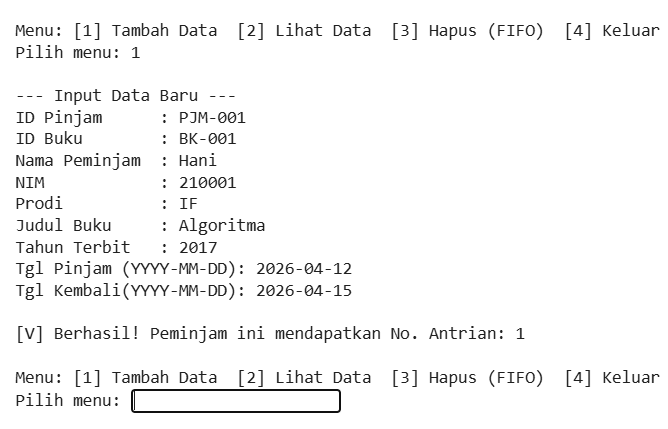 Menu: [1] Tambah Data  [2] Lihat Data  [3] Hapus (FIFO)  [4] Keluar
Pilih menu: 1
--- Input Data Baru ---
ID Pinjam      : PJM-001
ID Buku        : BK-001
Nama Peminjam  : Hani
NIM            : 210001
Prodi          : IF
Judul Buku     : Algoritma
Tahun Terbit   : 2017
Tgl Pinjam (YYYY-MM-DD): 2026-04-12
Tgl Kembali(YYYY-MM-DD): 2026-04-15
[V] Berhasil! Peminjam ini mendapatkan No. Antrian: 1
Menu: [1] Tambah Data  [2] Lihat Data  [3] Hapus (FIFO)  [4] Keluar
Pilih menu: